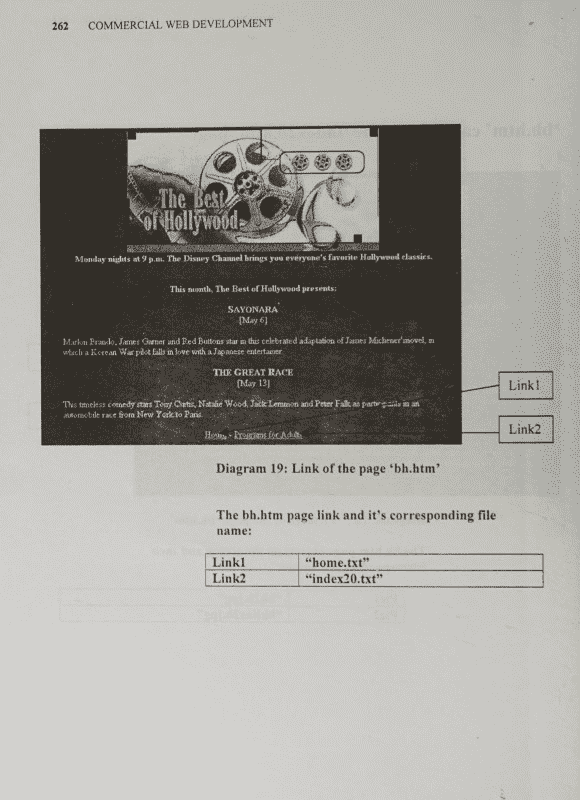 262 COMMERCIAL WEB DEVELOPMENT
The Best
of Hollywood
Monday nights at 9 p.m. The Disney Channel brings you everyone's favorite Hollywood classics.
This month, The Best of Hollywood presents:
SAYONARA
[May 6]
Marlon Brando, James Garner and Red Buttons star in this celebrated adaptation of James Michener' novel, in
which a Korean War pilot falls in love with a Japanese entertainer
THE GREAT RACE
[May 13]
This timeless comedy stars Tony Curtis, Natalie Wood, Jack Lemmon and Peter Falk as in an
automobile race from New York to Paris.
Link1
Home - Programs for Adults
Link2
Diagram 19: Link of the page ‘bh.htm’
The bh.htm page link and it’s corresponding file
name:
Link1 “home.txt”
Link2 “index20.txt”